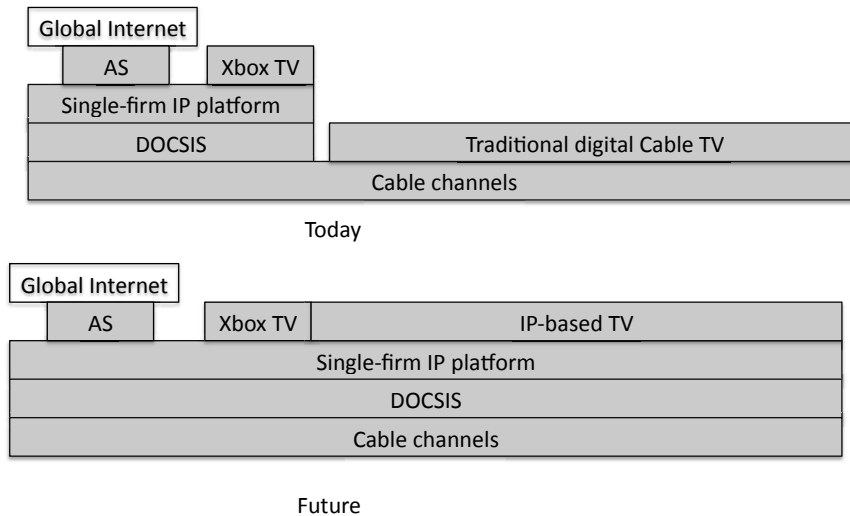 Global Internet
AS
Xbox TV
Single-firm IP platform
DOCSIS
Traditional digital Cable TV
Cable channels
Today
Global Internet
AS
Xbox TV
IP-based TV
Single-firm IP platform
DOCSIS
Cable channels
Future